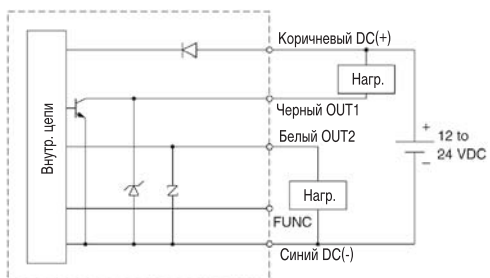 Коричневый DC(+)
Нагр.
Черный OUT1
Белый OUT2
Внутр. цепи
+
12 to
24 VDC
−
Нагр.
FUNC
Синий DC(-)